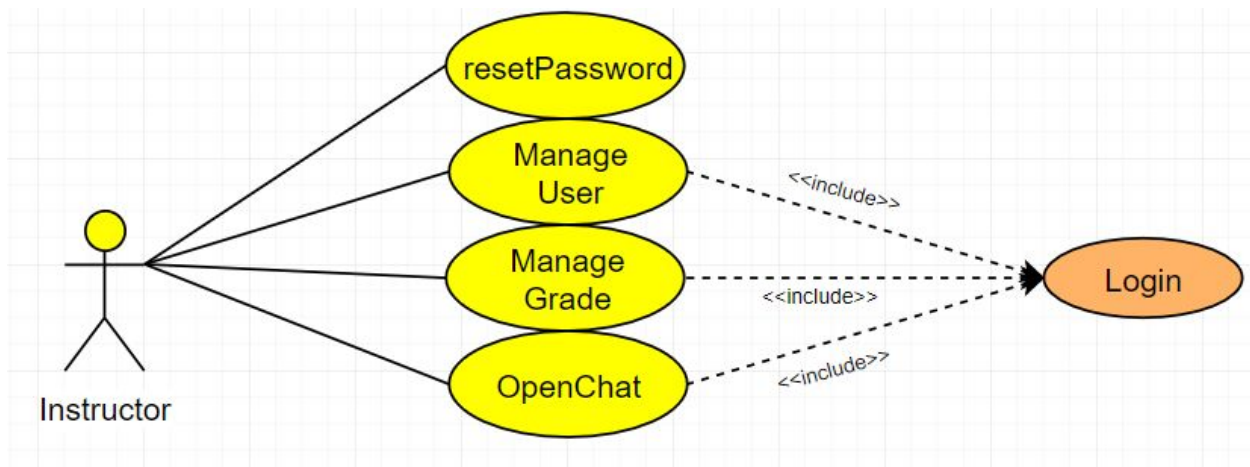 resetPassword
Manage
User
<<include>>
Manage
Grade
<<include>>
Login
OpenChat
<<include>>
Instructor